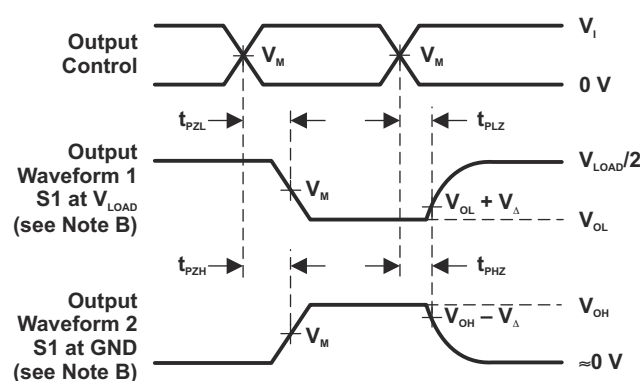 Output
Control
V_M
V_M
V_I
0 V
t_PZL
t_PLZ
Output
Waveform 1
S1 at V_LOAD
(see Note B)
V_M
V_LOAD/2
V_OL + V_Δ
V_OL
t_PZH
t_PHZ
Output
Waveform 2
S1 at GND
(see Note B)
V_M
V_OH
V_OH – V_Δ
≈0 V